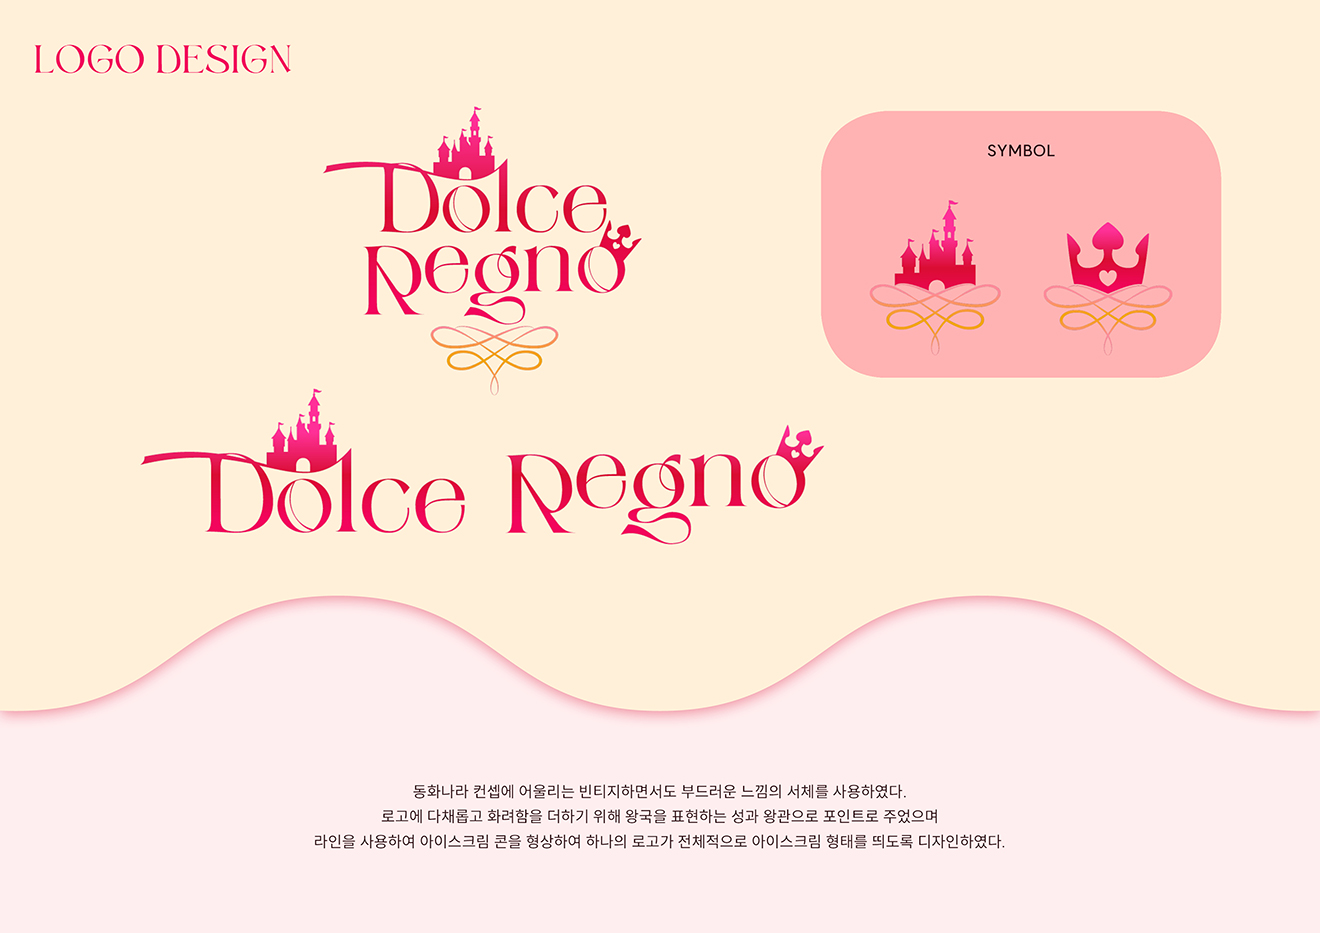 LOGO DESIGN
Dolce
Regno
SYMBOL
Dolce Regno
동화나라 컨셉에 어울리는 빈티지하면서도 부드러운 느낌의 서체를 사용하였다.
로고에 다채롭고 화려함을 더하기 위해 왕국을 표현하는 성과 왕관으로 포인트로 주었으며
라인을 사용하여 아이스크림 콘을 형상하여 하나의 로고가 전체적으로 아이스크림 형태를 띄도록 디자인하였다.